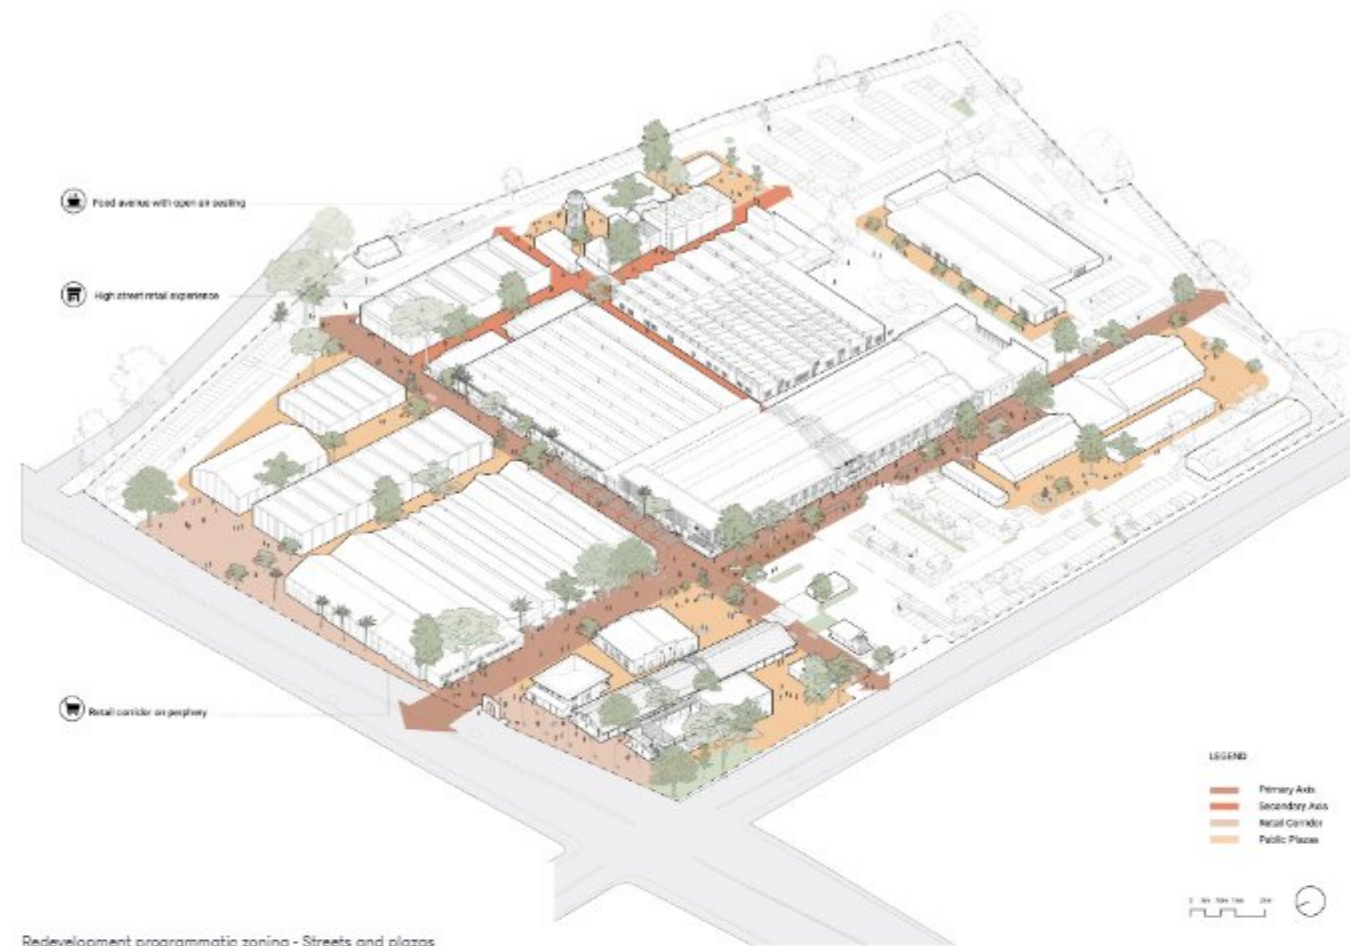 Food avenue with open air seating
High street retail experience
Retail corridor on periphery
LEGEND
Primary Axis
Secondary Axis
Retail Corridor
Public Plazas
Redevelopment programmatic zoning - Streets and plazas